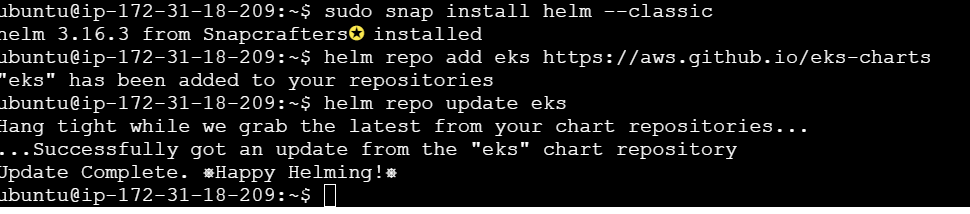 ubuntu@ip-172-31-18-209:~$ sudo snap install helm --classic
helm 3.16.3 from Snapcrafters✪ installed
ubuntu@ip-172-31-18-209:~$ helm repo add eks https://aws.github.io/eks-charts
"eks" has been added to your repositories
ubuntu@ip-172-31-18-209:~$ helm repo update eks
Hang tight while we grab the latest from your chart repositories...
...Successfully got an update from the "eks" chart repository
Update Complete. ⎈Happy Helming!⎈
ubuntu@ip-172-31-18-209:~$